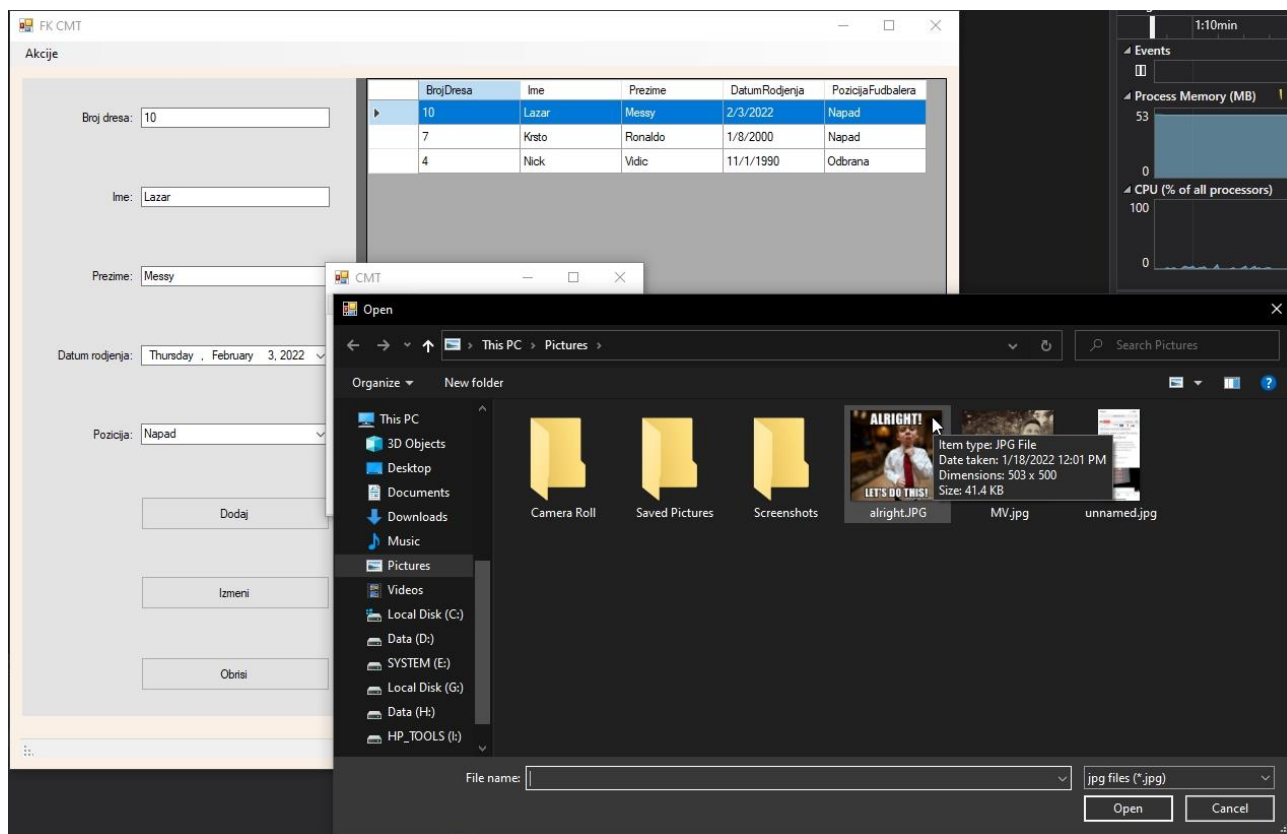 FK CMT
Akcije
Broj dresa: 10
Ime: Lazar
Prezime: Messy
Datum rodjenja: Thursday , February 3, 2022
Pozicija: Napad
Dodaj
Izmeni
Obrisi
BrojDresa Ime Prezime DatumRodjenja PozicijaFudbalera
10 Lazar Messy 2/3/2022 Napad
7 Krsto Ronaldo 1/8/2000 Napad
4 Nick Vidic 11/1/1990 Odbrana
CMT
Open
This PC > Pictures >
Search Pictures
Organize New folder
This PC
3D Objects
Desktop
Documents
Downloads
Music
Pictures
Videos
Local Disk (C:)
Data (D:)
SYSTEM (E:)
Local Disk (G:)
Data (H:)
HP_TOOLS (I:)
ALRIGHT!
LET'S DO THIS!
Camera Roll Saved Pictures Screenshots alright.JPG MV.jpg unnamed.jpg
Item type: JPG File
Date taken: 1/18/2022 12:01 PM
Dimensions: 503 x 500
Size: 41.4 KB
File name:
jpg files (*.jpg)
Open Cancel
1:10min
Events
Process Memory (MB)
53
0
CPU (% of all processors)
100
0